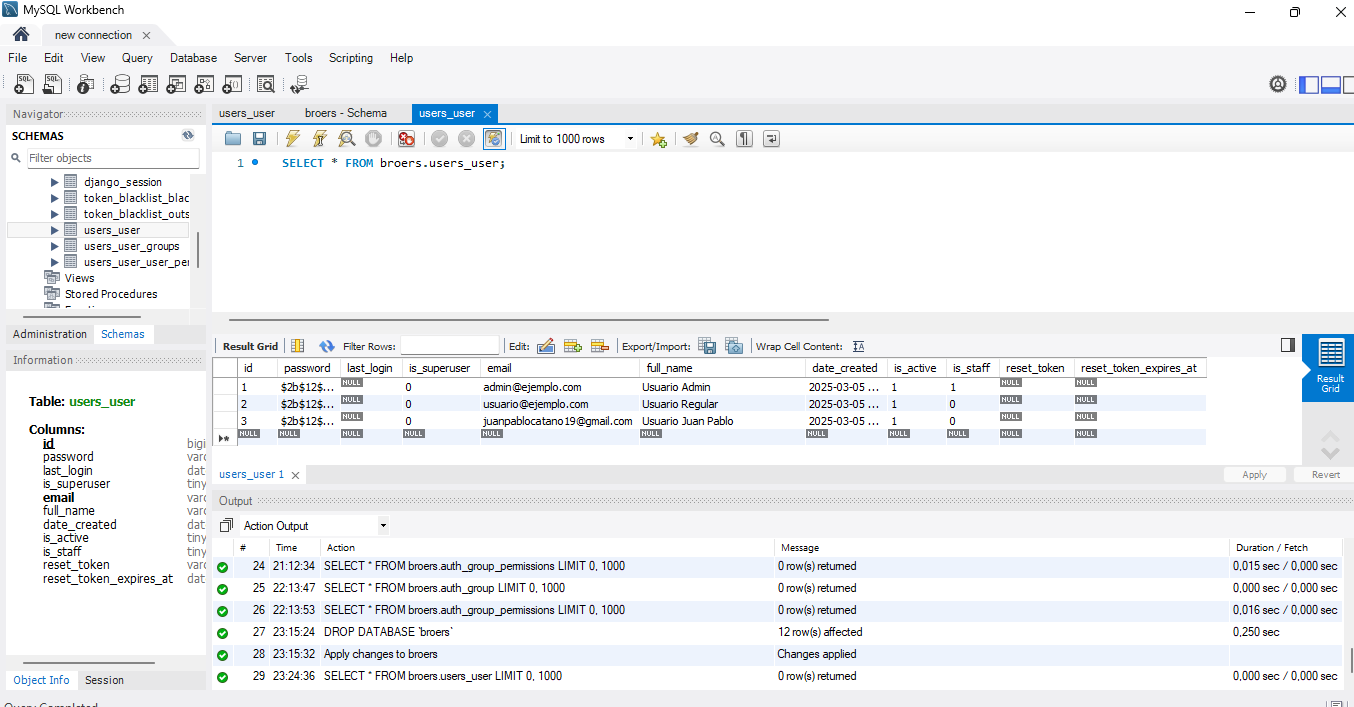 MySQL Workbench
new connection
File Edit View Query Database Server Tools Scripting Help
Navigator
SCHEMAS
Filter objects
django_session
token_blacklist_blac
token_blacklist_outs
users_user
users_user_groups
users_user_user_per
Views
Stored Procedures
Administration Schemas
Information
Table: users_user
Columns:
id bigi
password varc
last_login dat
is_superuser tiny
email varc
full_name varc
date_created dat
is_active tiny
is_staff tiny
reset_token varc
reset_token_expires_at dat
Object Info Session
users_user broers - Schema users_user
Limit to 1000 rows
1 SELECT * FROM broers.users_user;
Result Grid Filter Rows: Edit: Export/Import: Wrap Cell Content:
id password last_login is_superuser email full_name date_created is_active is_staff reset_token reset_token_expires_at
1 $2b$12$... NULL 0 admin@ejemplo.com Usuario Admin 2025-03-05 ... 1 1 NULL NULL
2 $2b$12$... NULL 0 usuario@ejemplo.com Usuario Regular 2025-03-05 ... 1 0 NULL NULL
3 $2b$12$... NULL 0 juanpablocatano19@gmail.com Usuario Juan Pablo 2025-03-05 ... 1 0 NULL NULL
NULL NULL NULL NULL NULL NULL NULL NULL NULL NULL NULL
Result
Grid
users_user 1 Apply Revert
Output
Action Output
# Time Action Message Duration / Fetch
24 21:12:34 SELECT * FROM broers.auth_group_permissions LIMIT 0, 1000 0 row(s) returned 0,015 sec / 0,000 sec
25 22:13:47 SELECT * FROM broers.auth_group LIMIT 0, 1000 0 row(s) returned 0,000 sec / 0,000 sec
26 22:13:53 SELECT * FROM broers.auth_group_permissions LIMIT 0, 1000 0 row(s) returned 0,016 sec / 0,000 sec
27 23:15:24 DROP DATABASE `broers` 12 row(s) affected 0,250 sec
28 23:15:32 Apply changes to broers Changes applied
29 23:24:36 SELECT * FROM broers.users_user LIMIT 0, 1000 0 row(s) returned 0,000 sec / 0,000 sec
Query Completed